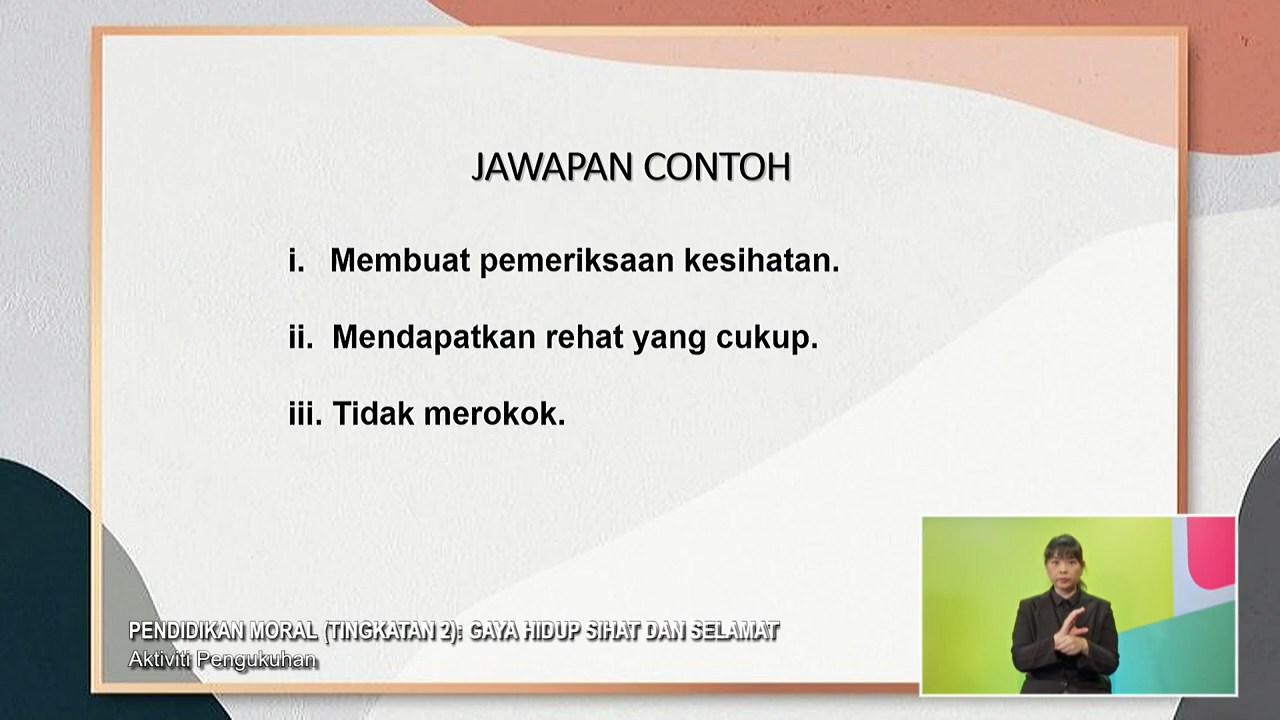 JAWAPAN CONTOH
i. Membuat pemeriksaan kesihatan.
ii. Mendapatkan rehat yang cukup.
iii. Tidak merokok.
PENDIDIKAN MORAL (TINGKATAN 2): GAYA HIDUP SIHAT DAN SELAMAT
Aktiviti Pengukuhan